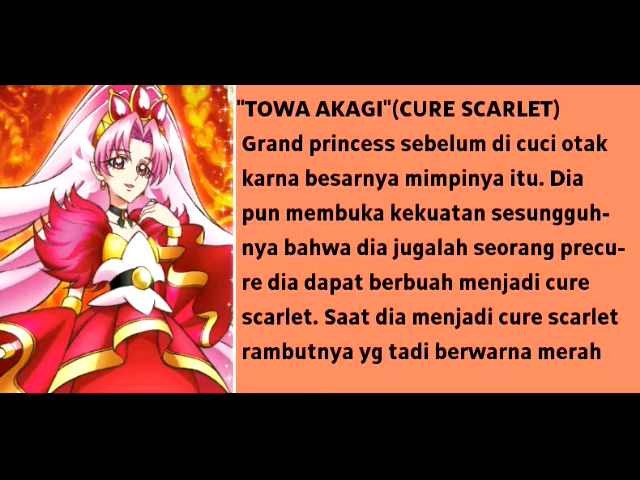 "TOWA AKAGI"(CURE SCARLET)
Grand princess sebelum di cuci otak
karna besarnya mimpinya itu. Dia
pun membuka kekuatan sesungguh-
nya bahwa dia jugalah seorang precu-
re dia dapat berbuah menjadi cure
scarlet. Saat dia menjadi cure scarlet
rambutnya yg tadi berwarna merah